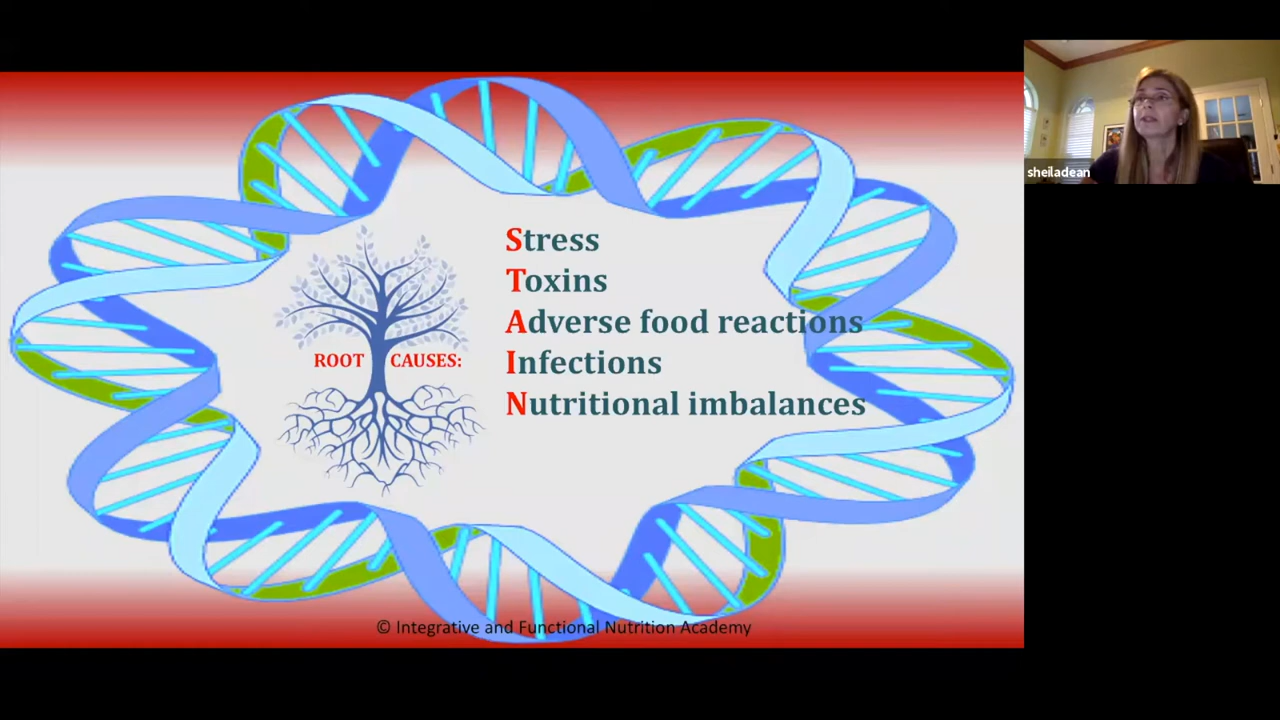 Stress
Toxins
Adverse food reactions
Infections
Nutritional imbalances
ROOT CAUSES:
© Integrative and Functional Nutrition Academy
sheiladean